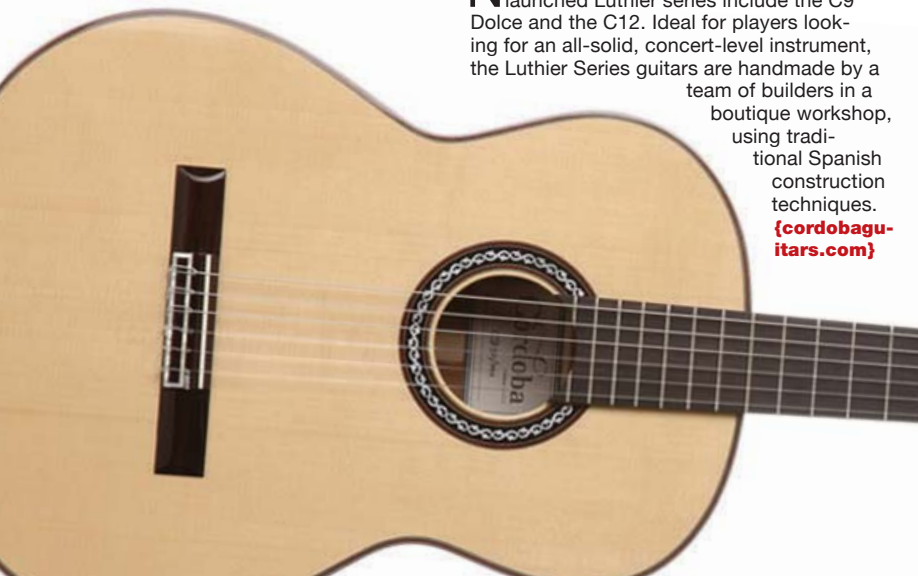 launched Luthier series include the C9
Dolce and the C12. Ideal for players look-
ing for an all-solid, concert-level instrument,
the Luthier Series guitars are handmade by a
team of builders in a
boutique workshop,
using tradi-
tional Spanish
construction
techniques.
{cordobagu-
itars.com}
Cordoba